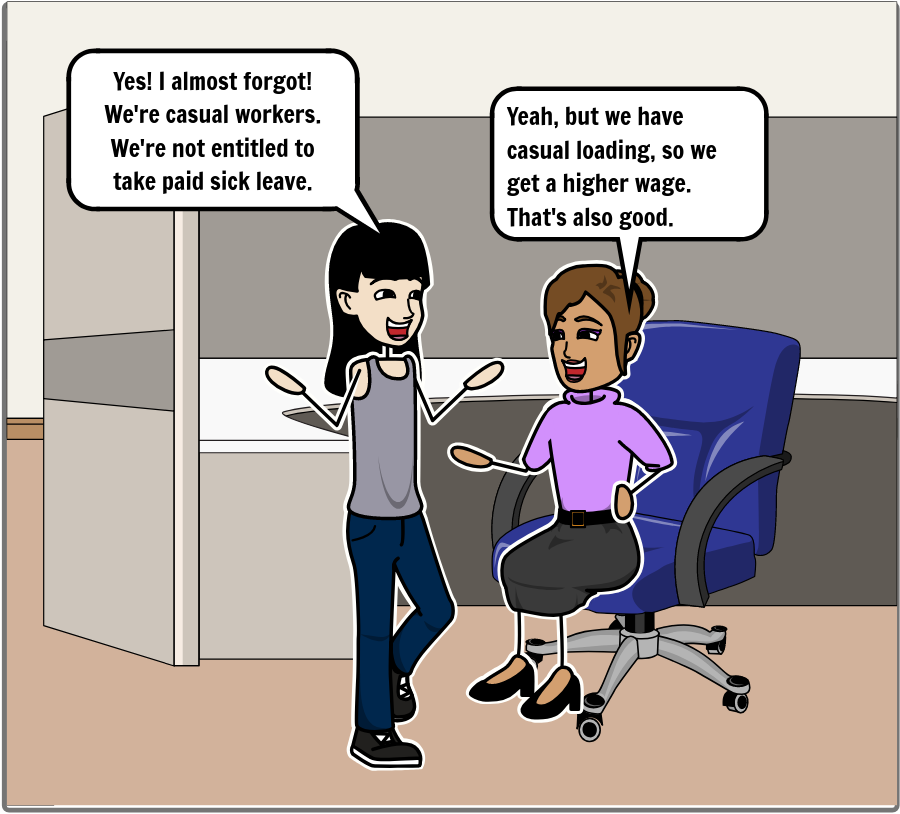 Yes! I almost forgot!
We're casual workers.
We're not entitled to
take paid sick leave.
Yeah, but we have
casual loading, so we
get a higher wage.
That's also good.